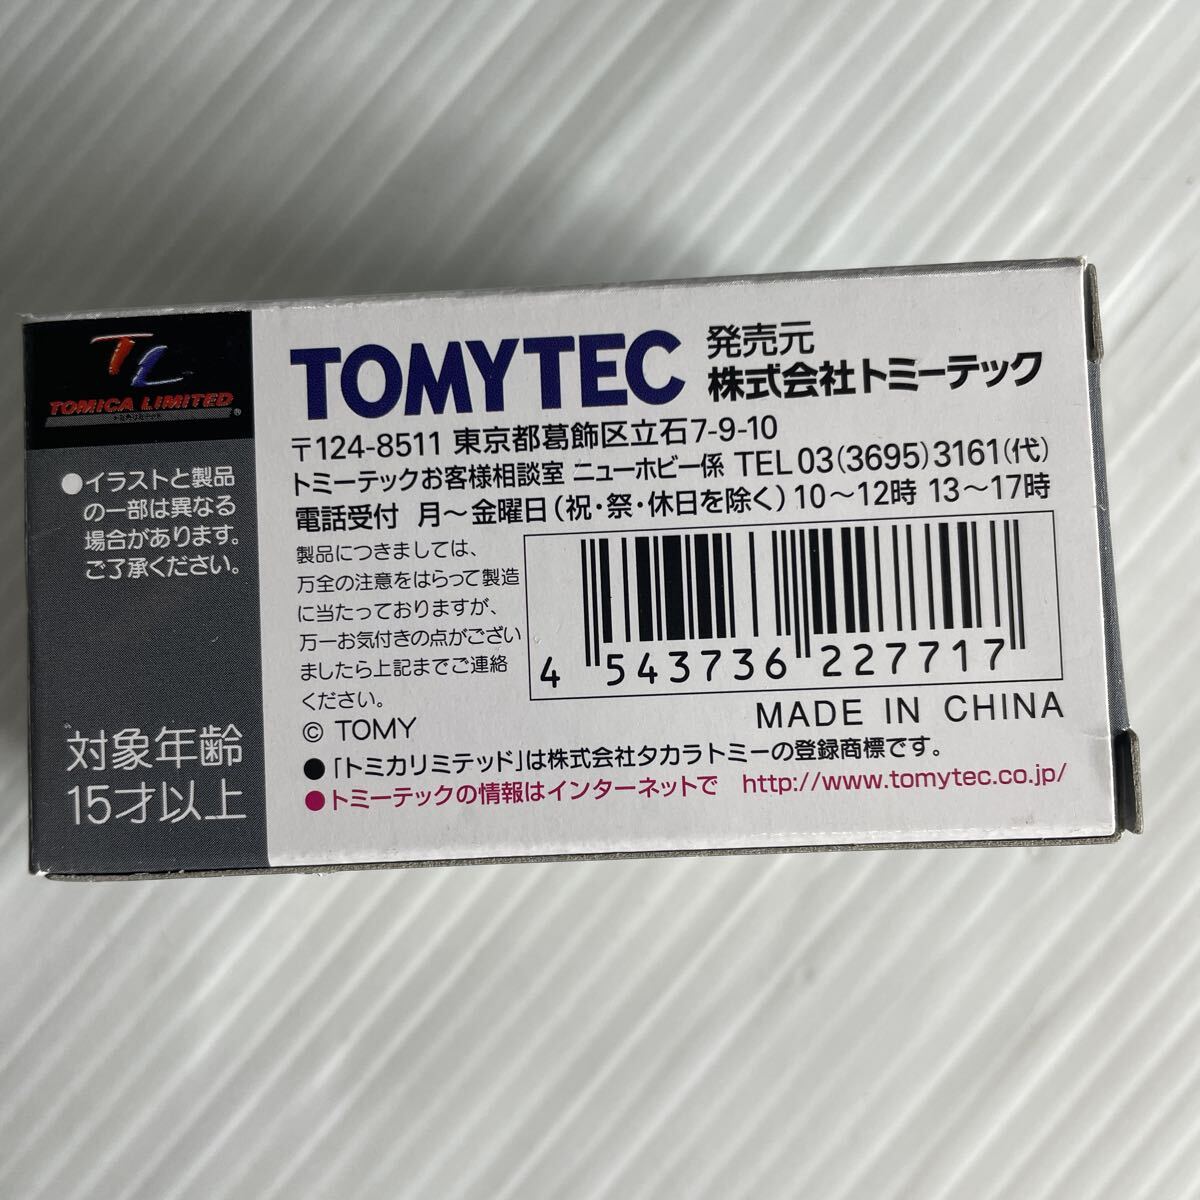 TL
TOMICA LIMITED
®
●イラストと製品
の一部は異なる
場合があります。
ご了承ください。
対象年齢
15才以上
TOMYTEC
発売元
株式会社トミーテック
〒124-8511 東京都葛飾区立石7-9-10
トミーテックお客様相談室 ニューホビー係 TEL 03(3695)3161(代)
電話受付 月〜金曜日(祝・祭・休日を除く) 10〜12時 13〜17時
製品につきましては、
万全の注意をはらって製造
に当たっておりますが、
万一お気付きの点がござい
ましたら上記までご連絡
ください。
© TOMY
4 543736 227717
MADE IN CHINA
●「トミカリミテッド」は株式会社タカラトミーの登録商標です。
●トミーテックの情報はインターネットで http://www.tomytec.co.jp/